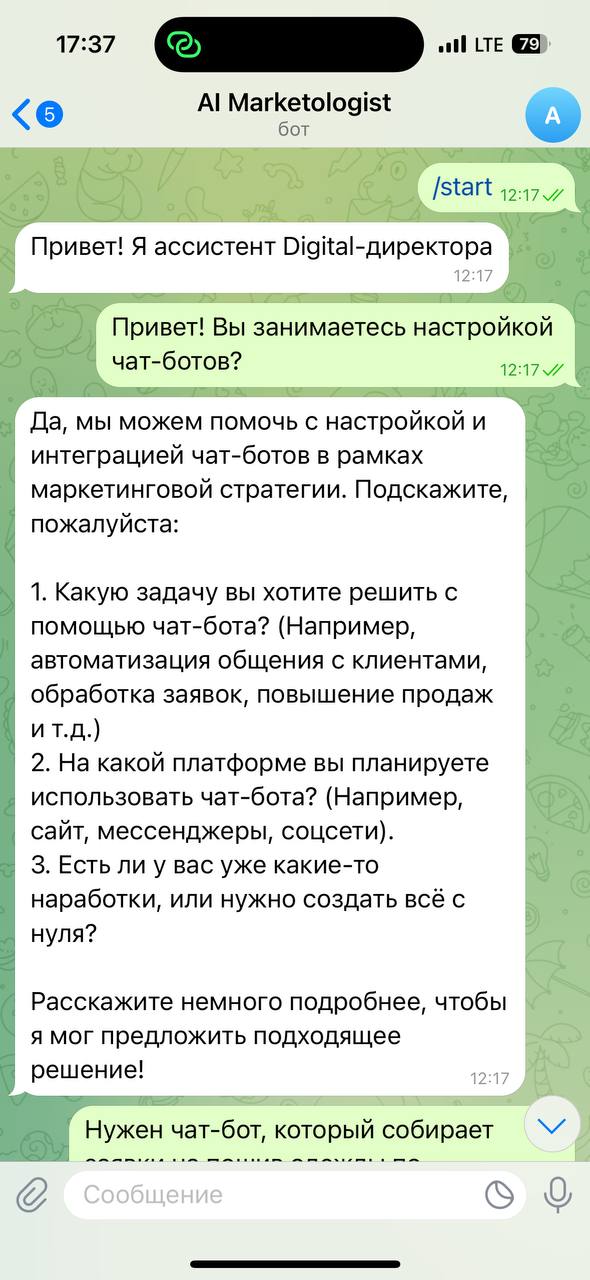 17:37
LTE
79
5
AI Marketologist
бот
A
/start
12:17
Привет! Я ассистент Digital-директора
12:17
Привет! Вы занимаетесь настройкой
чат-ботов?
12:17
Да, мы можем помочь с настройкой и
интеграцией чат-ботов в рамках
маркетинговой стратегии. Подскажите,
пожалуйста:
1. Какую задачу вы хотите решить с
помощью чат-бота? (Например,
автоматизация общения с клиентами,
обработка заявок, повышение продаж
и т.д.)
2. На какой платформе вы планируете
использовать чат-бота? (Например,
сайт, мессенджеры, соцсети).
3. Есть ли у вас уже какие-то
наработки, или нужно создать всё с
нуля?
Расскажите немного подробнее, чтобы
я мог предложить подходящее
решение!
12:17
Нужен чат-бот, который собирает
Сообщение